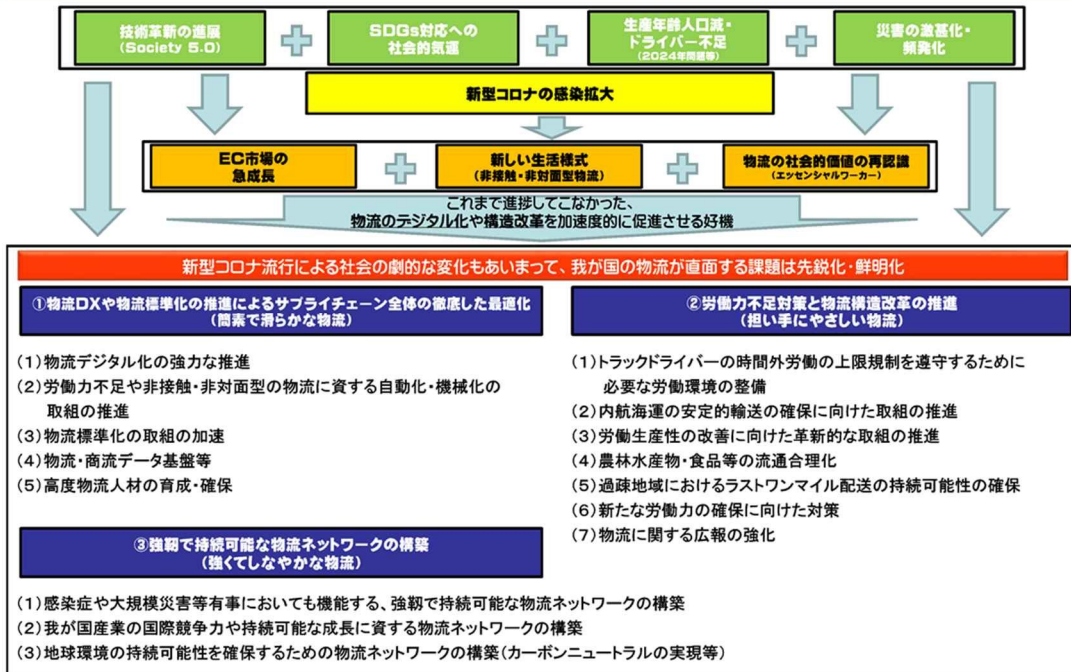 技術革新の進展
(Society 5.0)
SDGs対応への
社会的気運
生産年齢人口減・
ドライバー不足
(2024年問題等)
災害の激甚化・
頻発化
新型コロナの感染拡大
EC市場の
急成長
新しい生活様式
(非接触・非対面型物流)
物流の社会的価値の再認識
(エッセンシャルワーカー)
これまで進捗してこなかった、
物流のデジタル化や構造改革を加速度的に促進させる好機
新型コロナ流行による社会の劇的な変化もあいまって、我が国の物流が直面する課題は先鋭化・鮮明化
①物流DXや物流標準化の推進によるサプライチェーン全体の徹底した最適化
(簡素で滑らかな物流)
(1)物流デジタル化の強力な推進
(2)労働力不足や非接触・非対面型の物流に資する自動化・機械化の
取組の推進
(3)物流標準化の取組の加速
(4)物流・商流データ基盤等
(5)高度物流人材の育成・確保
②労働力不足対策と物流構造改革の推進
(担い手にやさしい物流)
(1)トラックドライバーの時間外労働の上限規制を遵守するために
必要な労働環境の整備
(2)内航海運の安定的輸送の確保に向けた取組の推進
(3)労働生産性の改善に向けた革新的な取組の推進
(4)農林水産物・食品等の流通合理化
(5)過疎地域におけるラストワンマイル配送の持続可能性の確保
(6)新たな労働力の確保に向けた対策
(7)物流に関する広報の強化
③強靱で持続可能な物流ネットワークの構築
(強くてしなやかな物流)
(1)感染症や大規模災害等有事においても機能する、強靱で持続可能な物流ネットワークの構築
(2)我が国産業の国際競争力や持続可能な成長に資する物流ネットワークの構築
(3)地球環境の持続可能性を確保するための物流ネットワークの構築(カーボンニュートラルの実現等)